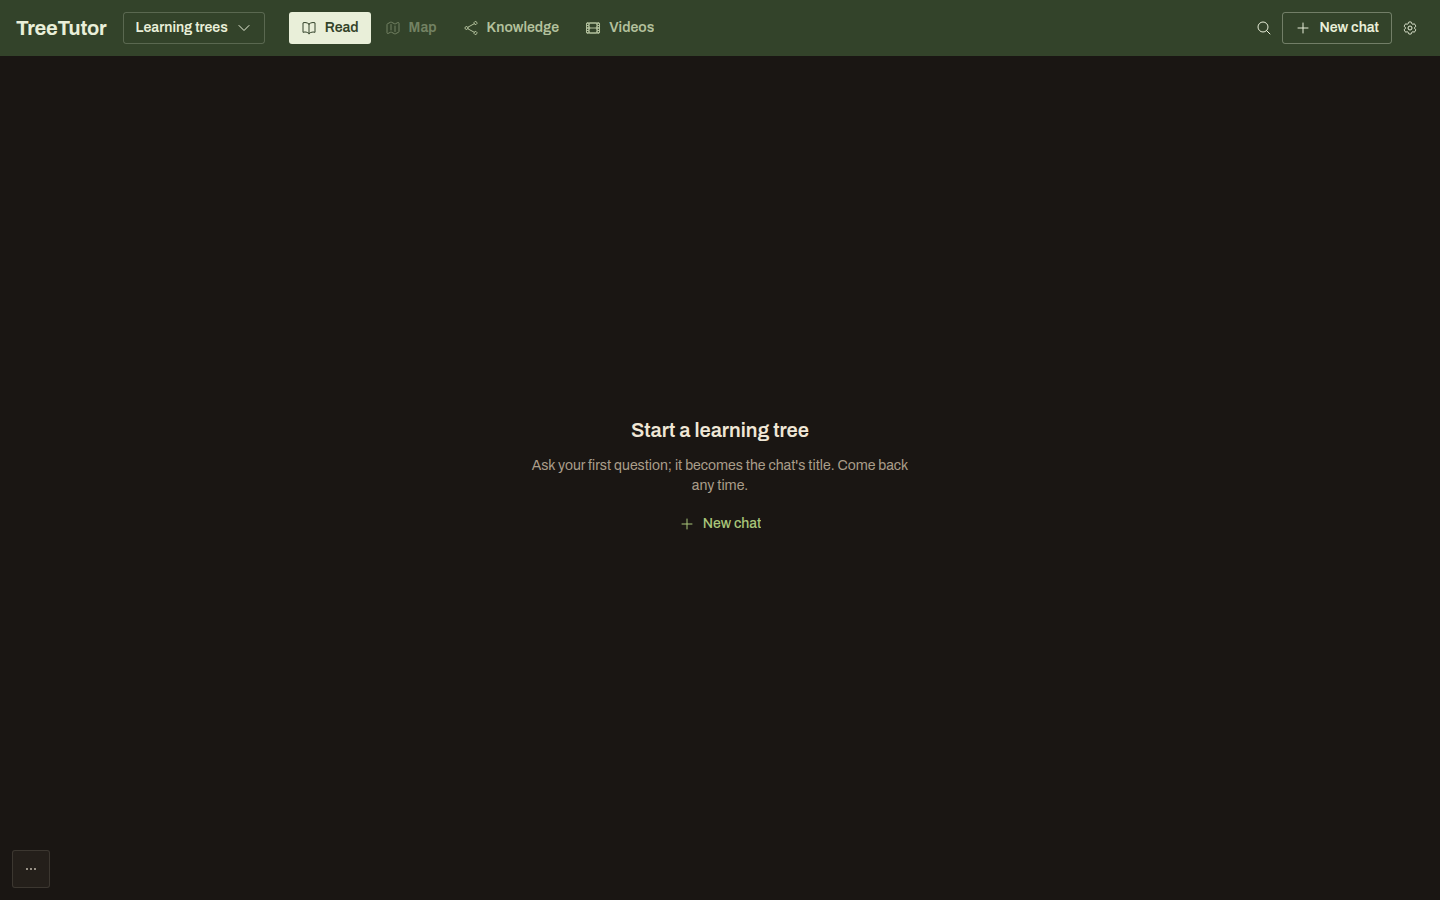 TreeTutor
Learning trees
Read
Map
Knowledge
Videos
New chat
Start a learning tree
Ask your first question; it becomes the chat's title. Come back
any time.
New chat